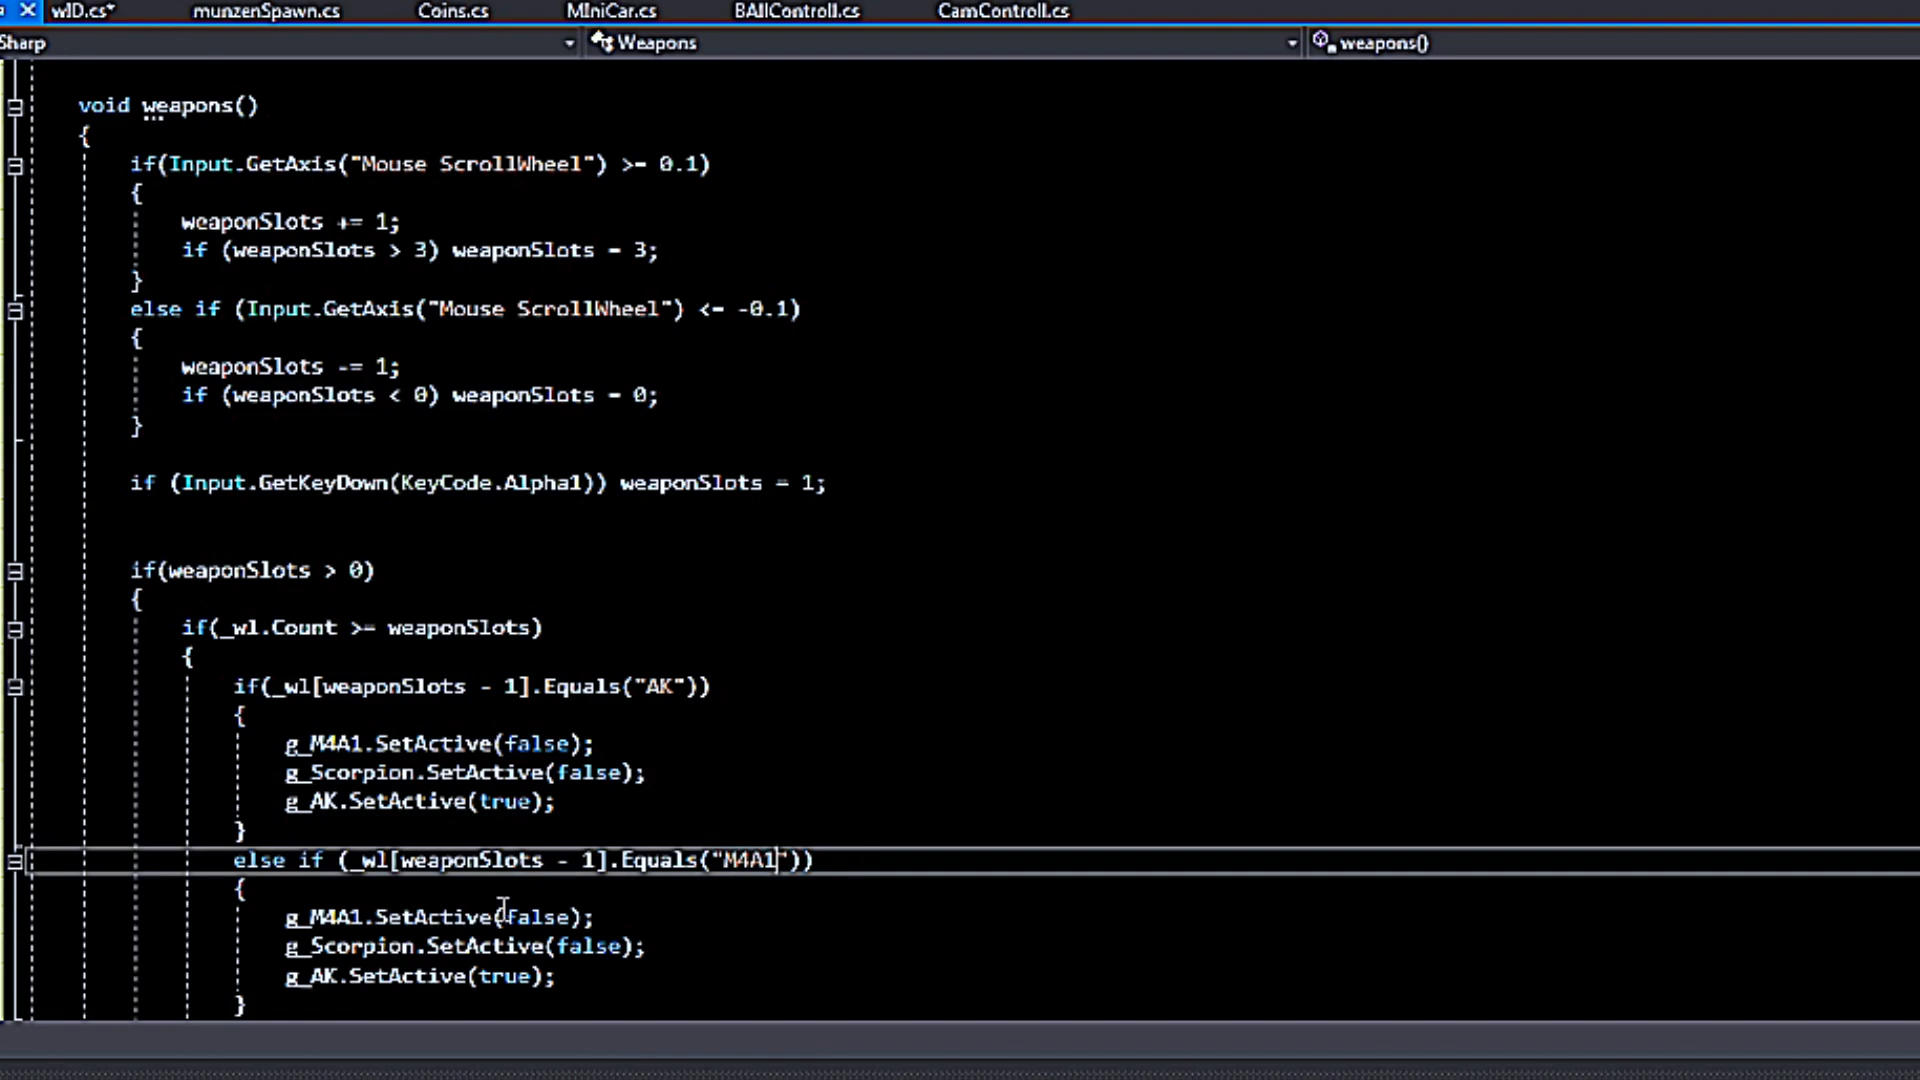 wID.cs* munzenSpawn.cs Coins.cs MIniCar.cs BAllControll.cs CamControll.cs
Sharp Weapons weapons()
void weapons()
{
if(Input.GetAxis("Mouse ScrollWheel") >= 0.1)
{
weaponSlots += 1;
if (weaponSlots > 3) weaponSlots = 3;
}
else if (Input.GetAxis("Mouse ScrollWheel") <= -0.1)
{
weaponSlots -= 1;
if (weaponSlots < 0) weaponSlots = 0;
}
if (Input.GetKeyDown(KeyCode.Alpha1)) weaponSlots = 1;
if(weaponSlots > 0)
{
if(_wl.Count >= weaponSlots)
{
if(_wl[weaponSlots - 1].Equals("AK"))
{
g_M4A1.SetActive(false);
g_Scorpion.SetActive(false);
g_AK.SetActive(true);
}
else if (_wl[weaponSlots - 1].Equals("M4A1"))
{
g_M4A1.SetActive(false);
g_Scorpion.SetActive(false);
g_AK.SetActive(true);
}